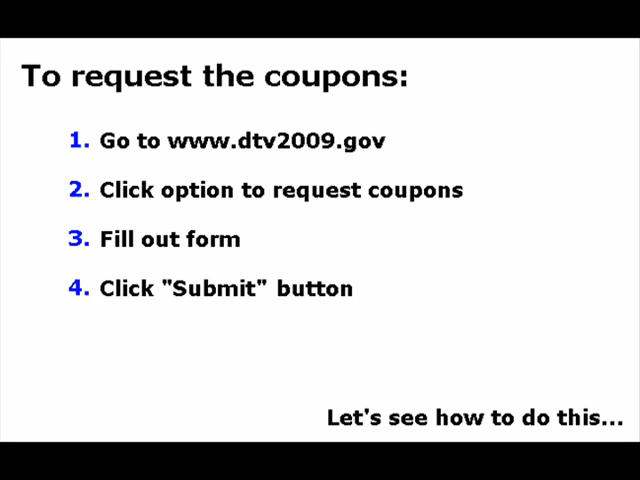 To request the coupons:
1. Go to www.dtv2009.gov
2. Click option to request coupons
3. Fill out form
4. Click "Submit" button
Let's see how to do this...